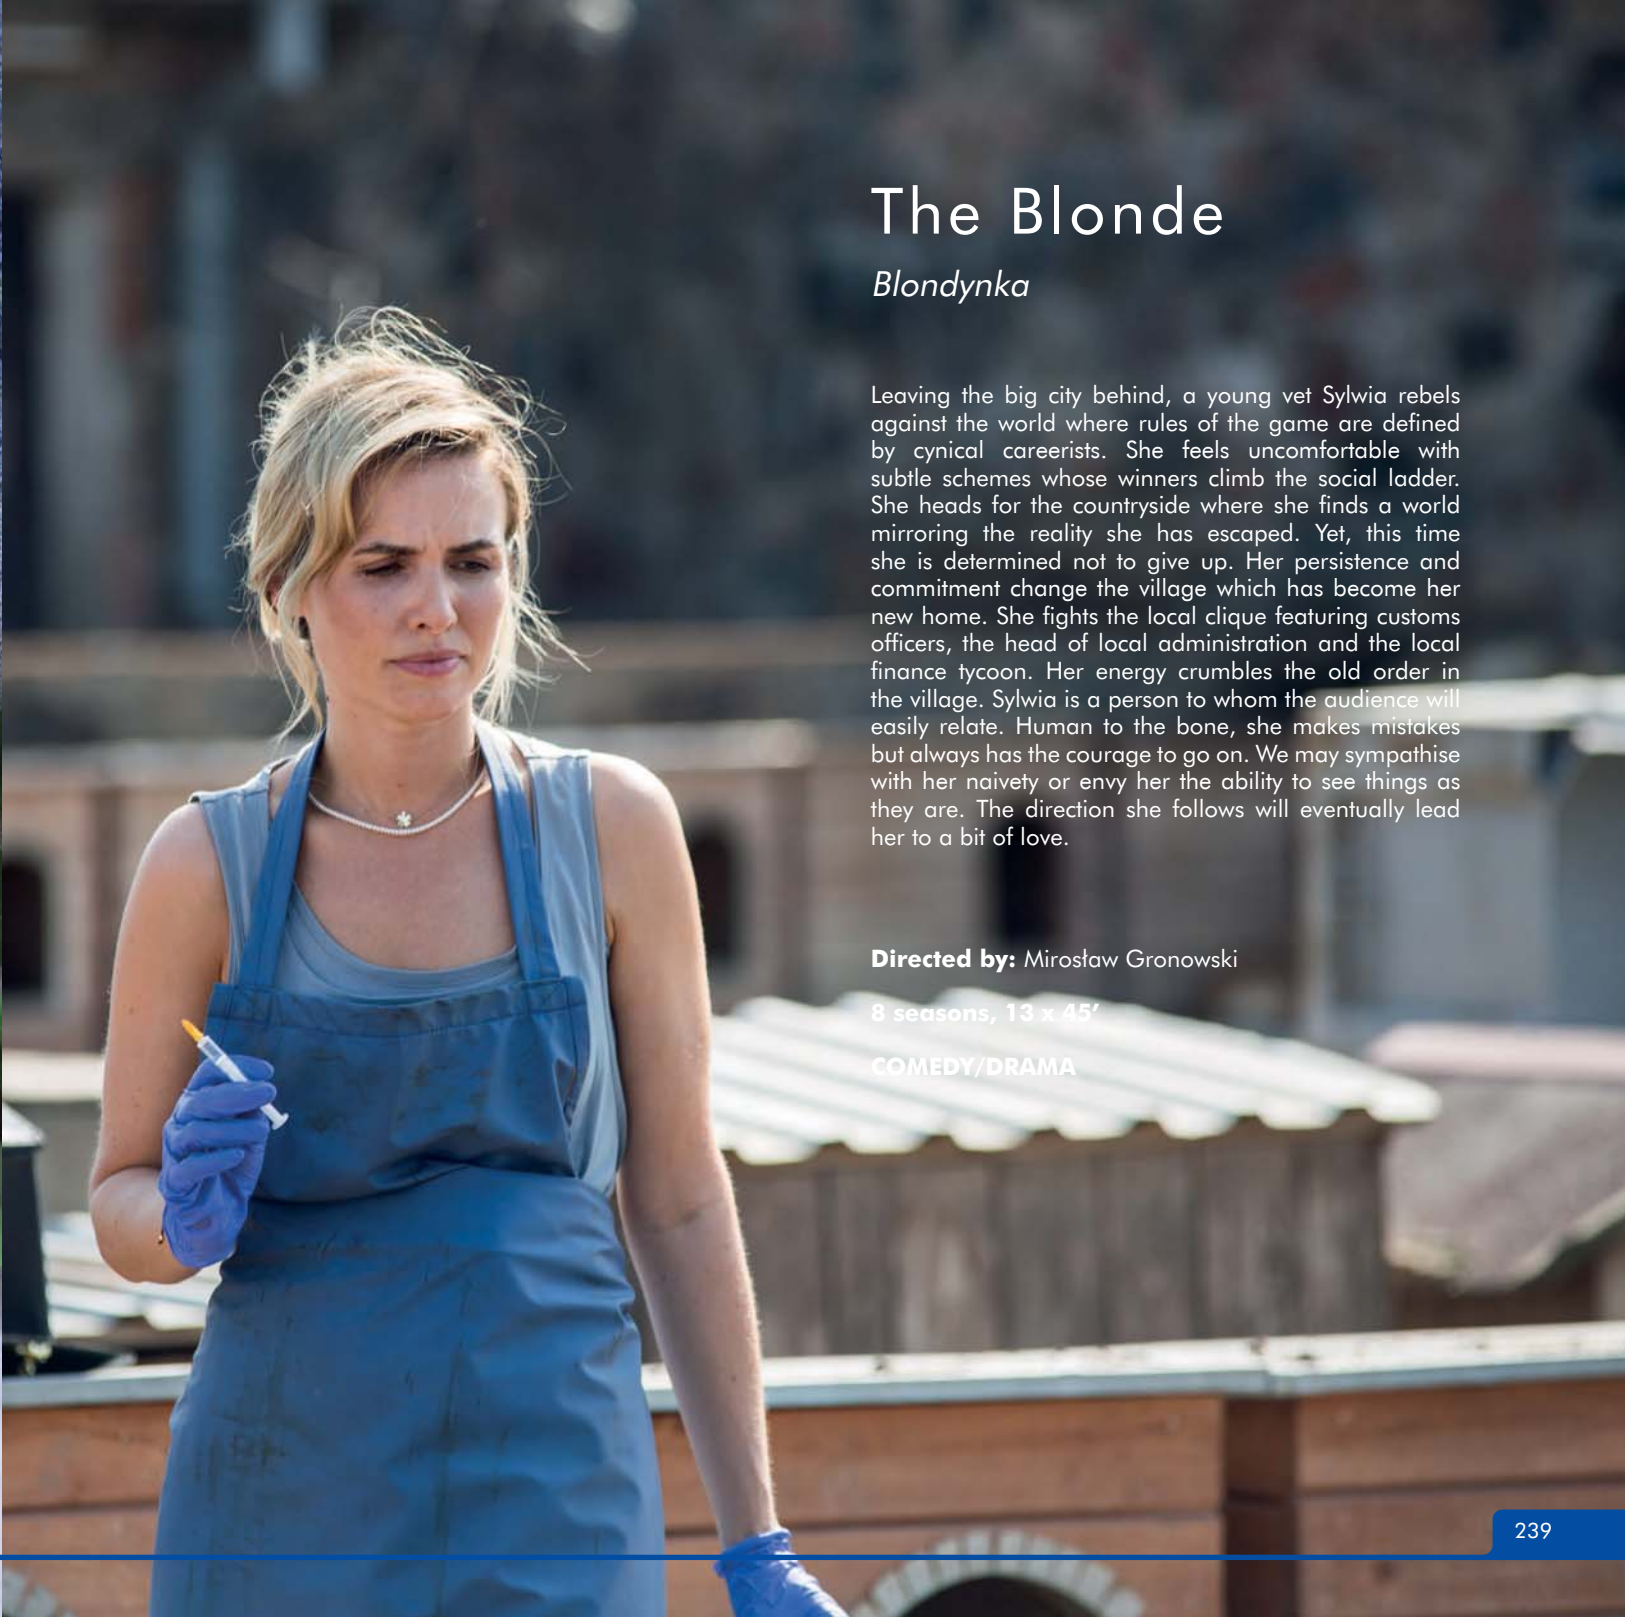 The Blonde
Blondynka
Leaving the big city behind, a young vet Sylwia rebels
against the world where rules of the game are defined
by cynical careerists. She feels uncomfortable with
subtle schemes whose winners climb the social ladder.
She heads for the countryside where she finds a world
mirroring the reality she has escaped. Yet, this time
she is determined not to give up. Her persistence and
commitment change the village which has become her
new home. She fights the local clique featuring customs
officers, the head of local administration and the local
finance tycoon. Her energy crumbles the old order in
the village. Sylwia is a person to whom the audience will
easily relate. Human to the bone, she makes mistakes
but always has the courage to go on. We may sympathise
with her naivety or envy her the ability to see things as
they are. The direction she follows will eventually lead
her to a bit of love.
Directed by: Mirosław Gronowski
8 seasons, 13 x 45’
COMEDY/DRAMA
239